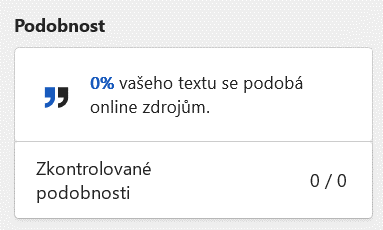 Podobnost
0% vašeho textu se podobá
online zdrojům.
Zkontrolované
podobnosti
0 / 0